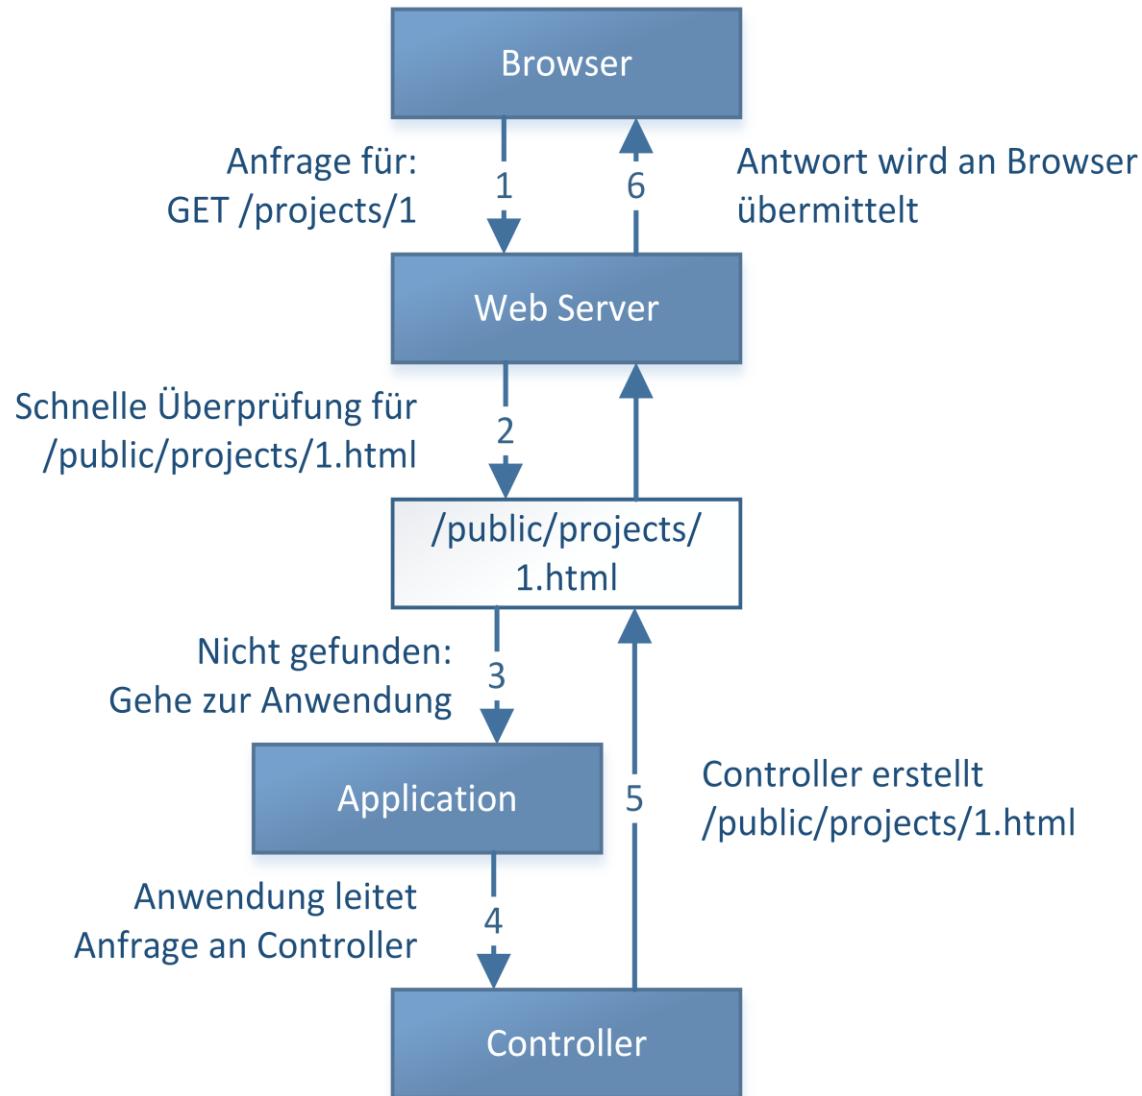 Browser
Anfrage für:
GET /projects/1
1
6
Antwort wird an Browser
übermittelt
Web Server
Schnelle Überprüfung für
/public/projects/1.html
2
/public/projects/
1.html
Nicht gefunden:
Gehe zur Anwendung
3
Application
5
Controller erstellt
/public/projects/1.html
Anwendung leitet
Anfrage an Controller
4
Controller